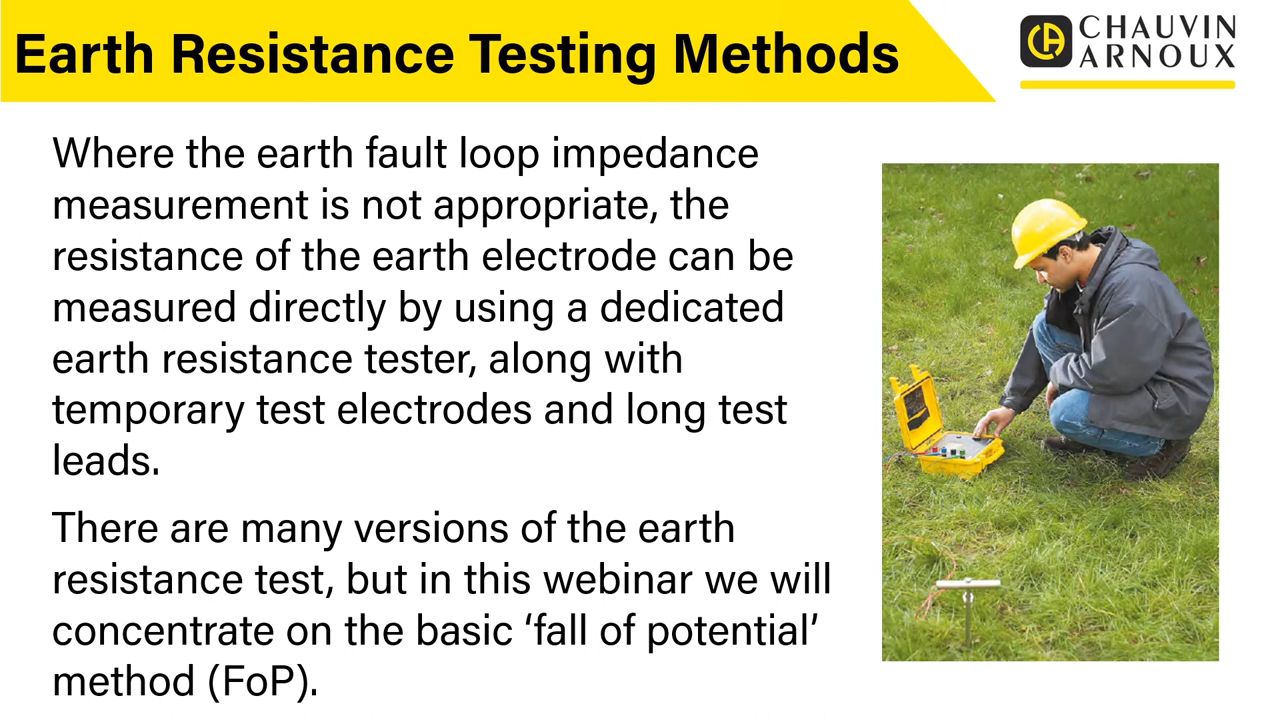 Earth Resistance Testing Methods
CHAUVIN
ARNOUX
Where the earth fault loop impedance
measurement is not appropriate, the
resistance of the earth electrode can be
measured directly by using a dedicated
earth resistance tester, along with
temporary test electrodes and long test
leads.
There are many versions of the earth
resistance test, but in this webinar we will
concentrate on the basic ‘fall of potential’
method (FoP).